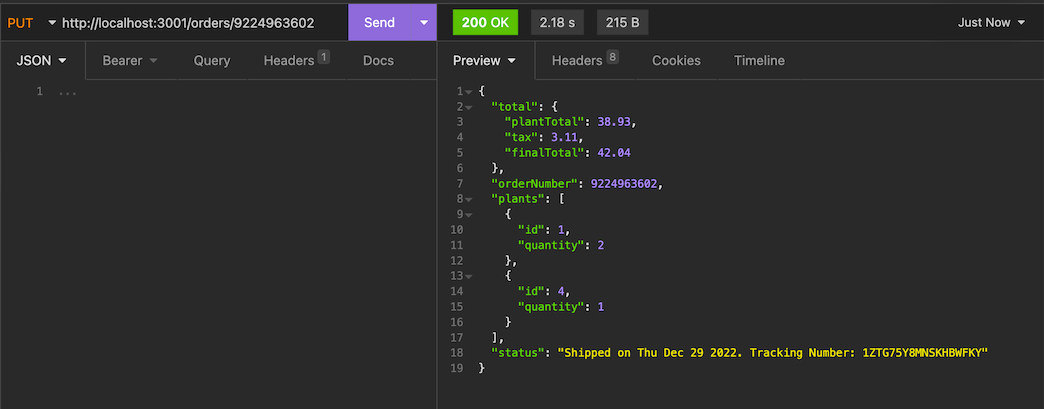 PUT http://localhost:3001/orders/9224963602 Send 200 OK 2.18 s 215 B Just Now
JSON Bearer Query Headers 1 Docs Preview Headers 8 Cookies Timeline
1 ...
1 {
2 "total": {
3 "plantTotal": 38.93,
4 "tax": 3.11,
5 "finalTotal": 42.04
6 },
7 "orderNumber": 9224963602,
8 "plants": [
9 {
10 "id": 1,
11 "quantity": 2
12 },
13 {
14 "id": 4,
15 "quantity": 1
16 }
17 ],
18 "status": "Shipped on Thu Dec 29 2022. Tracking Number: 1ZTG75Y8MNSKHBWFKY"
19 }